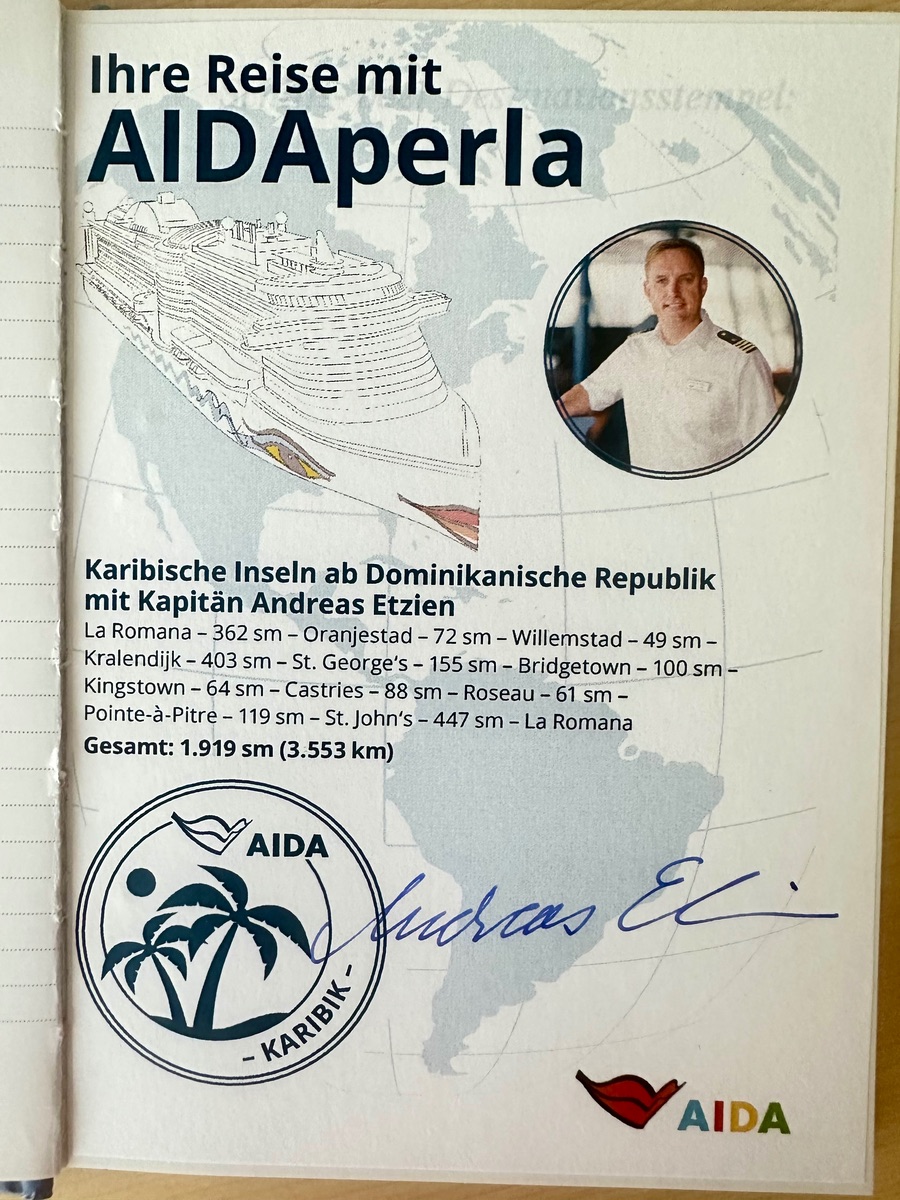 Ihre Reise mit
AIDAperla
Karibische Inseln ab Dominikanische Republik
mit Kapitän Andreas Etzien
La Romana – 362 sm – Oranjestad – 72 sm – Willemstad – 49 sm –
Kralendijk – 403 sm – St. George‘s – 155 sm – Bridgetown – 100 sm –
Kingstown – 64 sm – Castries – 88 sm – Roseau – 61 sm –
Pointe-à-Pitre – 119 sm – St. John‘s – 447 sm – La Romana
Gesamt: 1.919 sm (3.553 km)
AIDA
– KARIBIK –
Andreas
AIDA